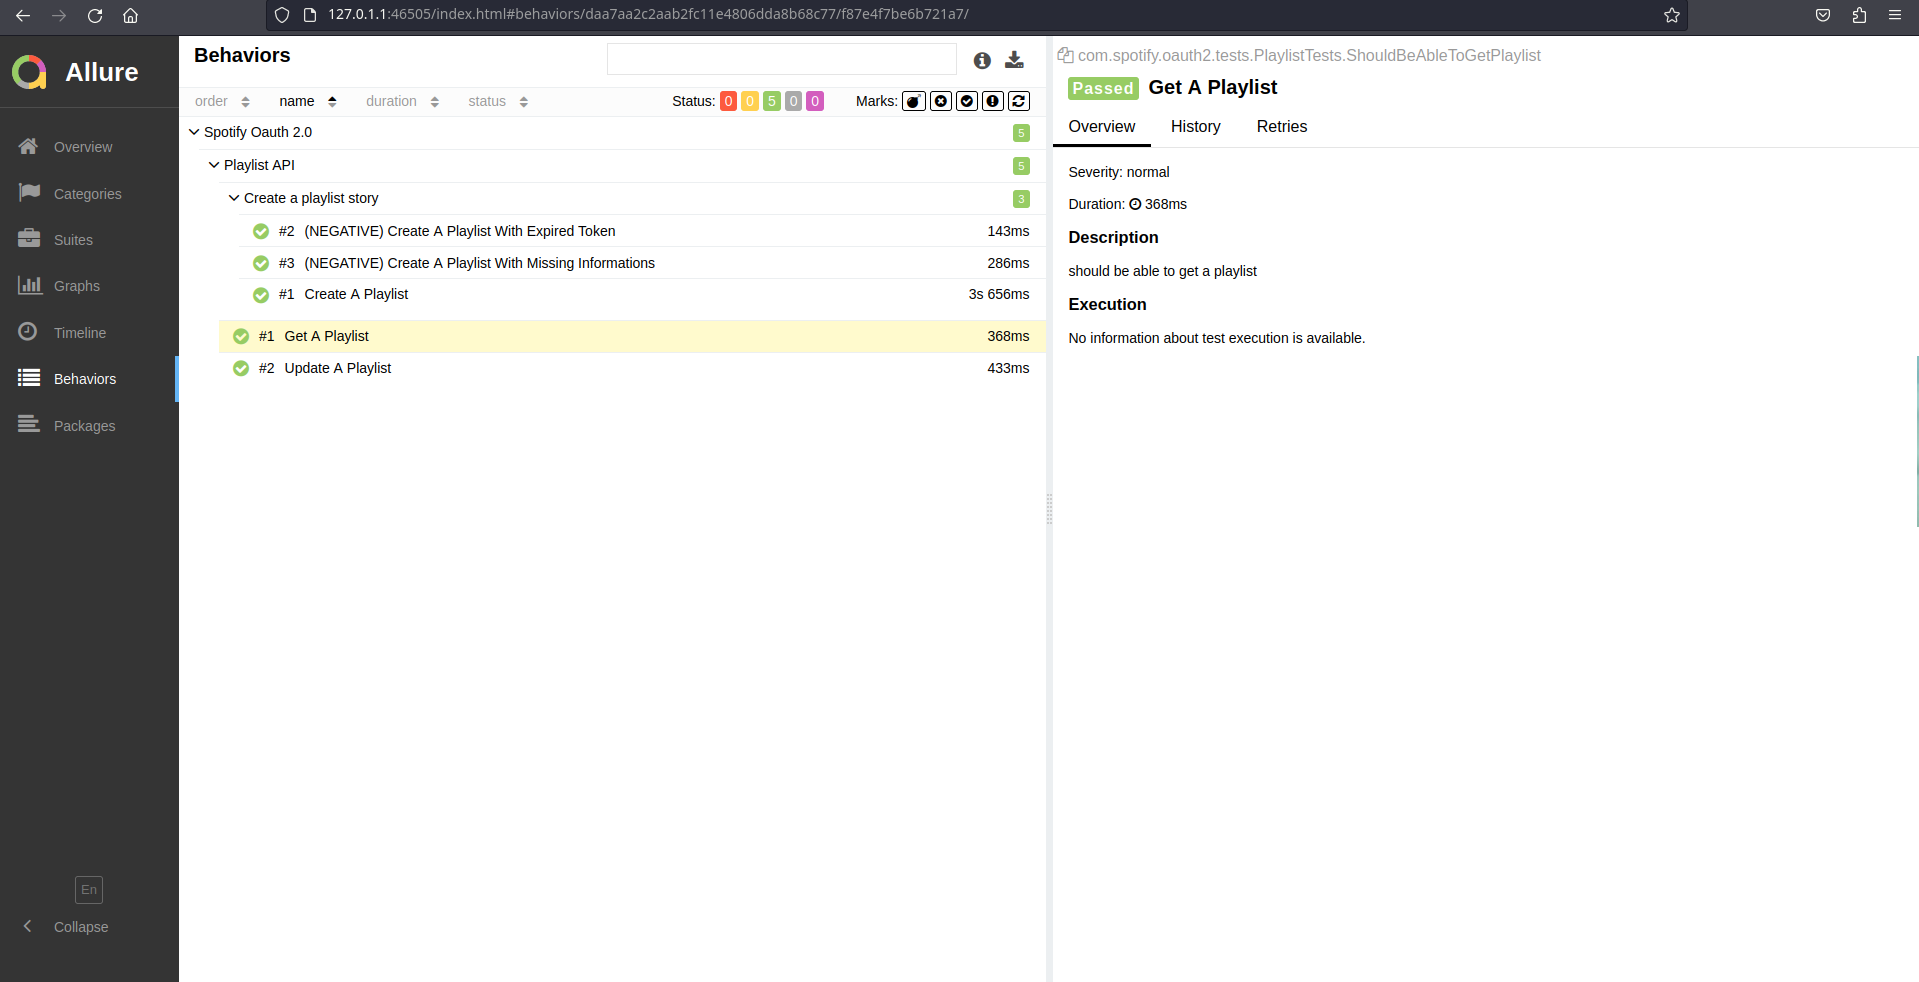 127.0.1.1:46505/index.html#behaviors/daa7aa2c2aab2fc11e4806dda8b68c77/f87e4f7be6b721a7/
Allure
Overview
Categories
Suites
Graphs
Timeline
Behaviors
Packages
En
Collapse
Behaviors
order name duration status Status: 0 0 5 0 0 Marks:
Spotify Oauth 2.0 5
Playlist API 5
Create a playlist story 3
#2 (NEGATIVE) Create A Playlist With Expired Token 143ms
#3 (NEGATIVE) Create A Playlist With Missing Informations 286ms
#1 Create A Playlist 3s 656ms
#1 Get A Playlist 368ms
#2 Update A Playlist 433ms
com.spotify.oauth2.tests.PlaylistTests.ShouldBeAbleToGetPlaylist
Passed Get A Playlist
Overview History Retries
Severity: normal
Duration: 368ms
Description
should be able to get a playlist
Execution
No information about test execution is available.